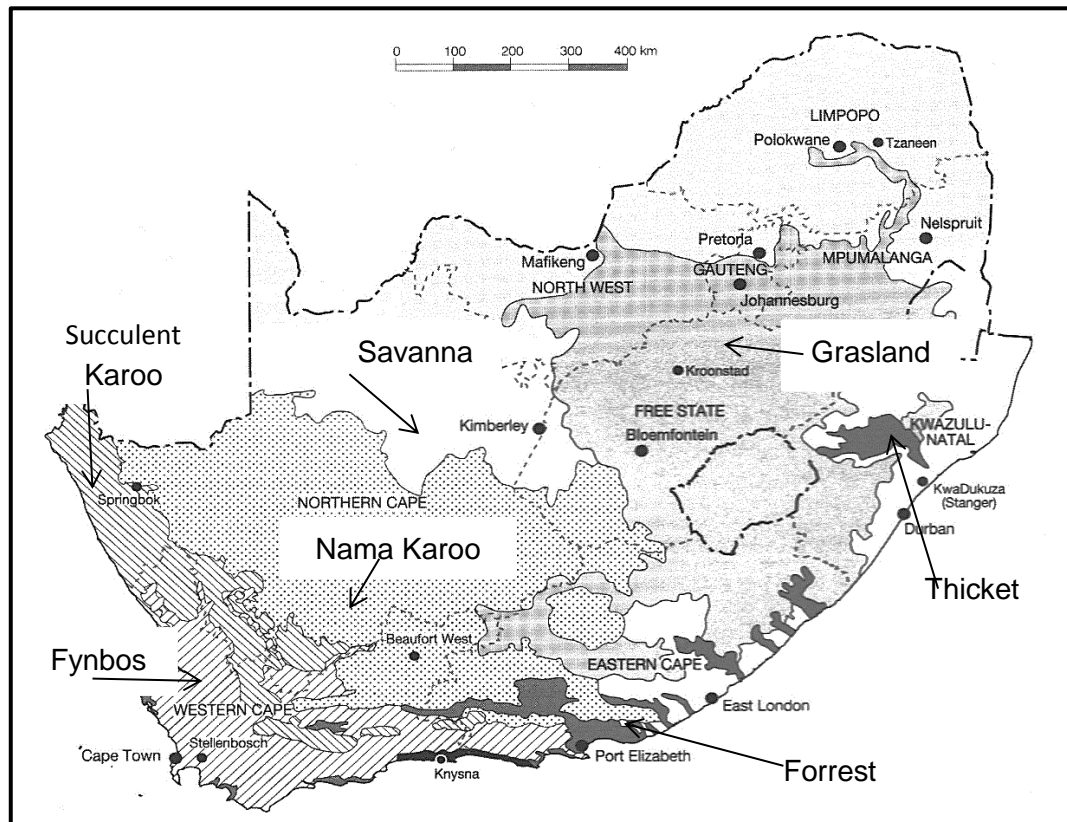 0 100 200 300 400 km
LIMPOPO
Polokwane
Tzaneen
Nelspruit
Pretoria
MPUMALANGA
Mafikeng
GAUTENG
NORTH WEST
Johannesburg
Succulent
Karoo
Savanna
Grasland
Kroonstad
FREE STATE
Kimberley
Bloemfontein
KWAZULU-
NATAL
Springbok
NORTHERN CAPE
KwaDukuza
(Stanger)
Durban
Nama Karoo
Thicket
Beaufort West
Fynbos
EASTERN CAPE
WESTERN CAPE
East London
Stellenbosch
Cape Town
Port Elizabeth
Knysna
Forrest